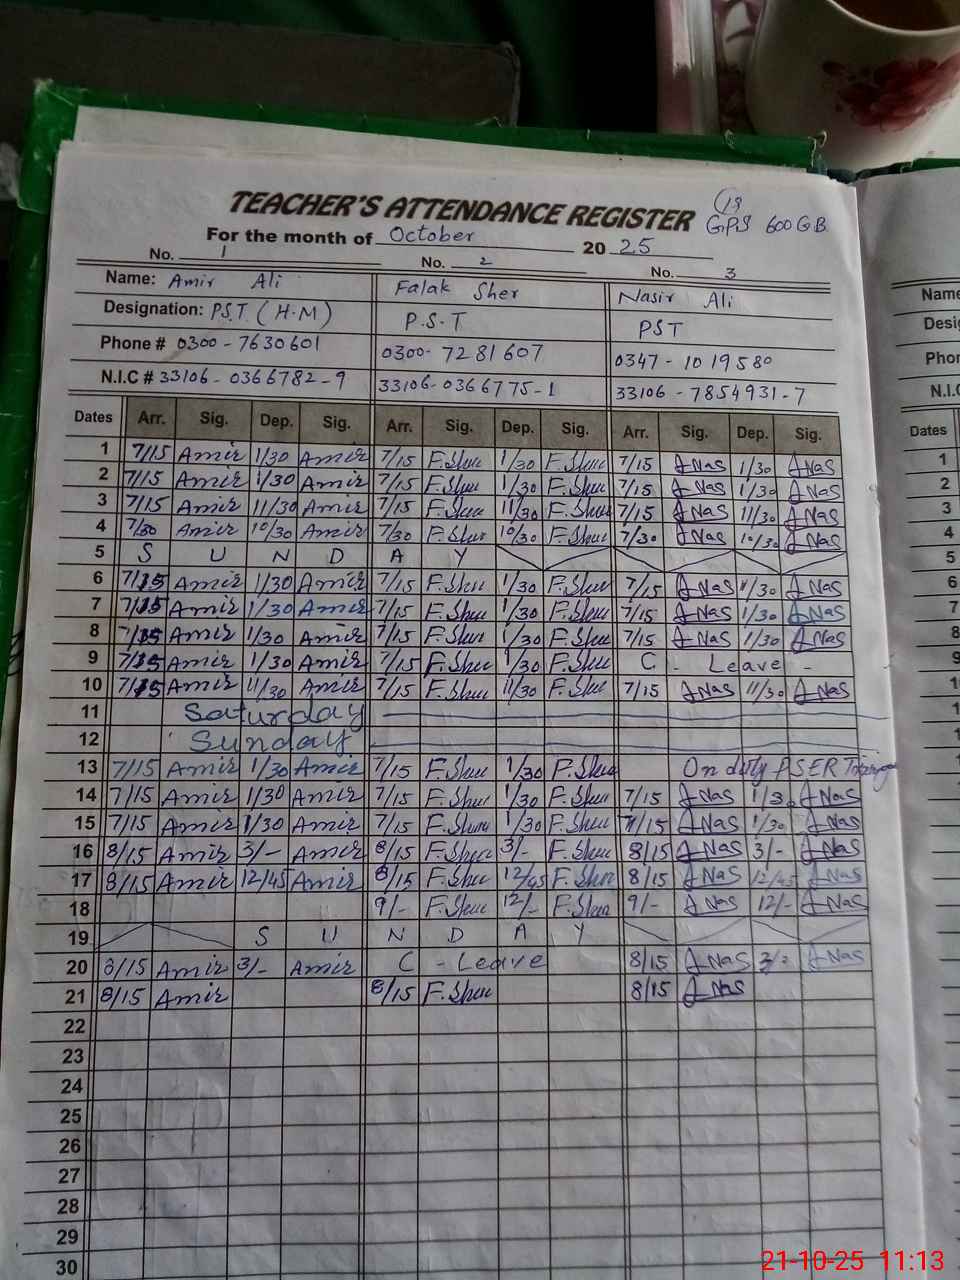 TEACHER'S ATTENDANCE REGISTER
GPS 600 GB
For the month of October 20 25
No. 1 No. 2 No. 3
Name: Amir Ali Falak Sher Nasir Ali
Designation: P.S.T (H.M) P.S.T PST
Phone # 0300-7630601 0300-7281607 0347-1019580
N.I.C # 33106-0366782-9 33106-0366775-1 33106-7854931-7
Dates Arr. Sig. Dep. Sig. Arr. Sig. Dep. Sig. Arr. Sig. Dep. Sig.
1 7/15 Amir 1/30 Amir 7/15 F.Sher 1/30 F.Sher 7/15 Nas 1/30 Nas
2 7/15 Amir 1/30 Amir 7/15 F.Sher 1/30 F.Sher 7/15 Nas 1/30 Nas
3 7/15 Amir 11/30 Amir 7/15 F.Sher 11/30 F.Sher 7/15 Nas 11/30 Nas
4 7/30 Amir 10/30 Amir 7/30 F.Sher 10/30 F.Sher 7/30 Nas 10/30 Nas
5 S U N D A Y
6 7/15 Amir 1/30 Amir 7/15 F.Sher 1/30 F.Sher 7/15 Nas 1/30 Nas
7 7/15 Amir 1/30 Amir 7/15 F.Sher 1/30 F.Sher 7/15 Nas 1/30 Nas
8 7/15 Amir 1/30 Amir 7/15 F.Sher 1/30 F.Sher 7/15 Nas 1/30 Nas
9 7/15 Amir 1/30 Amir 7/15 F.Sher 1/30 F.Sher C - Leave -
10 7/15 Amir 11/30 Amir 7/15 F.Sher 11/30 F.Sher 7/15 Nas 11/30 Nas
11 Saturday
12 Sunday
13 7/15 Amir 1/30 Amir 7/15 F.Sher 1/30 F.Sher On duty PSER
14 7/15 Amir 1/30 Amir 7/15 F.Sher 1/30 F.Sher 7/15 Nas 1/30 Nas
15 7/15 Amir 1/30 Amir 7/15 F.Sher 1/30 F.Sher 7/15 Nas 1/30 Nas
16 8/15 Amir 3/- Amir 8/15 F.Sher 3/- F.Sher 8/15 Nas 3/- Nas
17 8/15 Amir 12/45 Amir 8/15 F.Sher 12/45 F.Sher 8/15 Nas 12/45 Nas
18 9/- F.Sher 12/- F.Sher 9/- Nas 12/- Nas
19 S U N D A Y
20 8/15 Amir 3/- Amir C - Leave 8/15 Nas 3/- Nas
21 8/15 Amir 8/15 F.Sher 8/15 Nas
22
23
24
25
26
27
28
29
30
Name
Desig
Phon
N.I.C
Dates
1
2
3
4
5
6
7
8
9
21-10-25 11:13